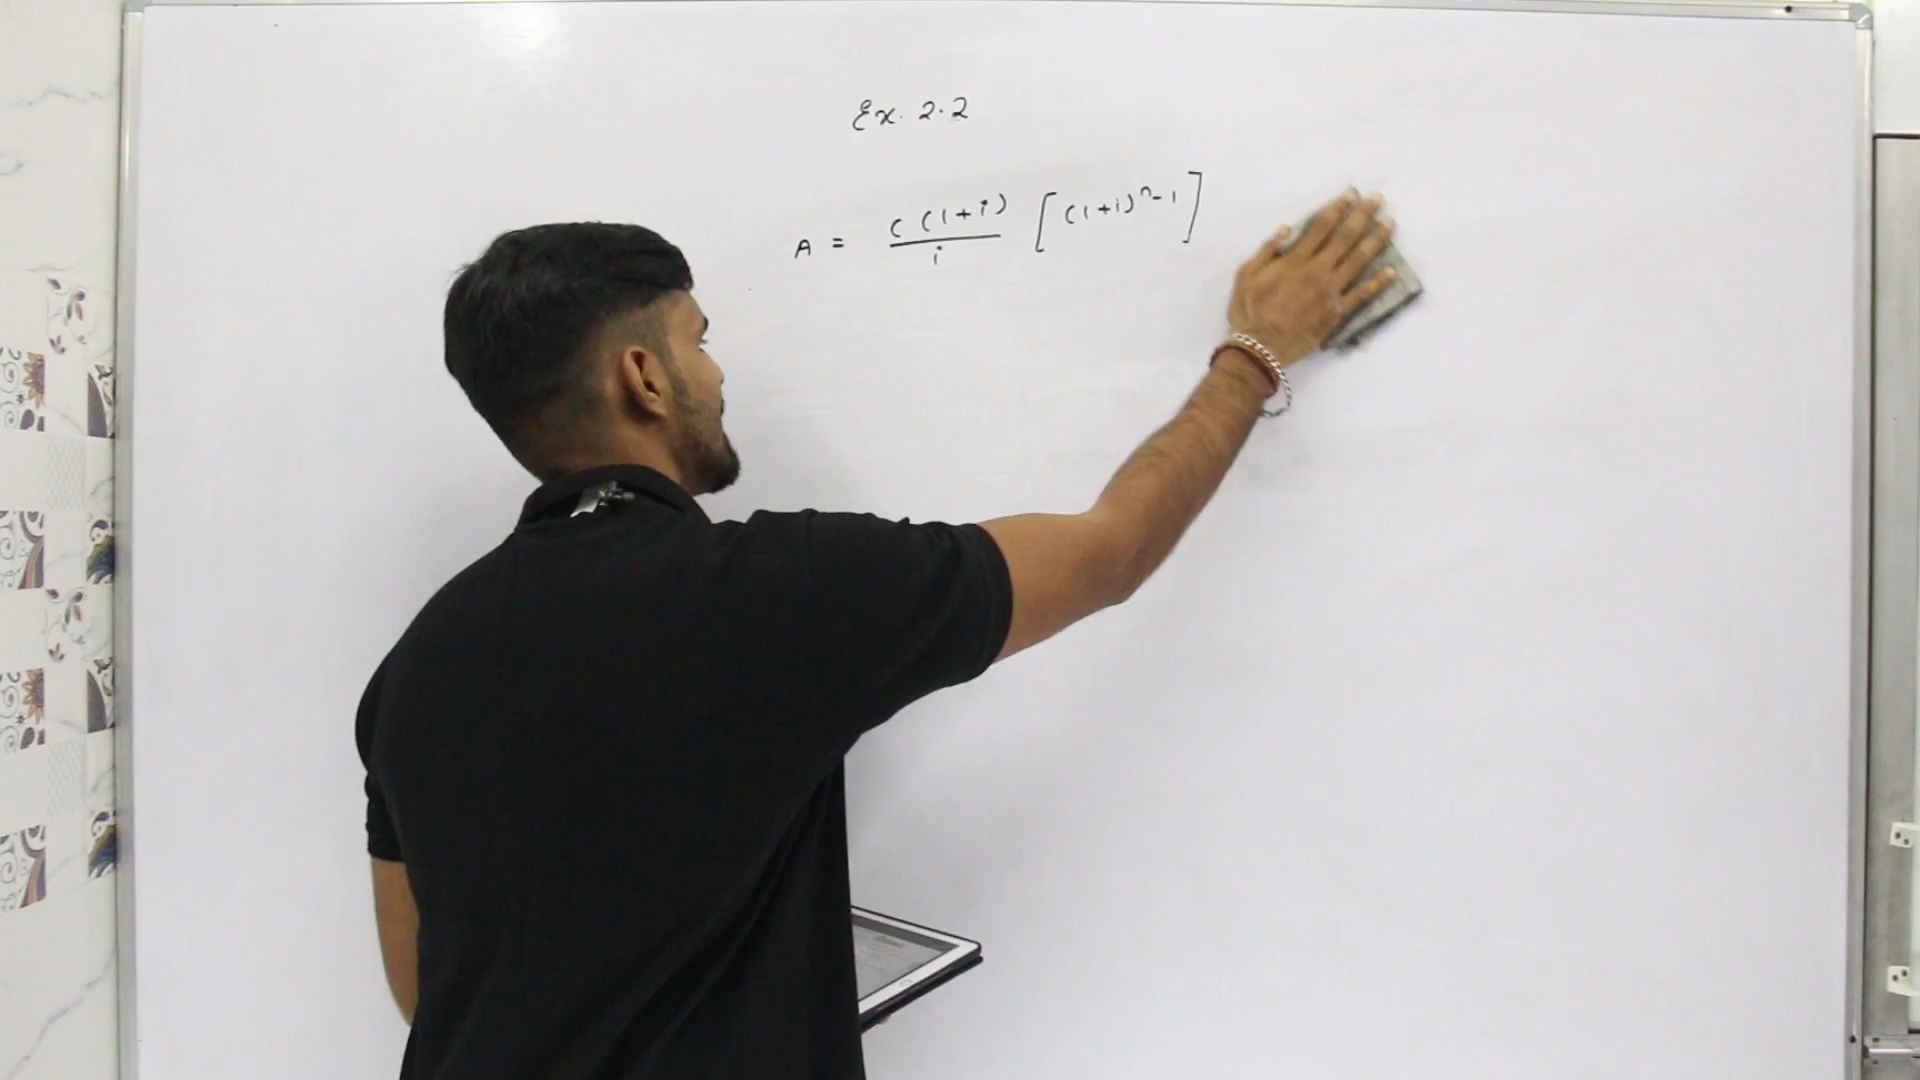 Ex. 2.2
A = C(1+i)/i [(1+i)ⁿ-1]